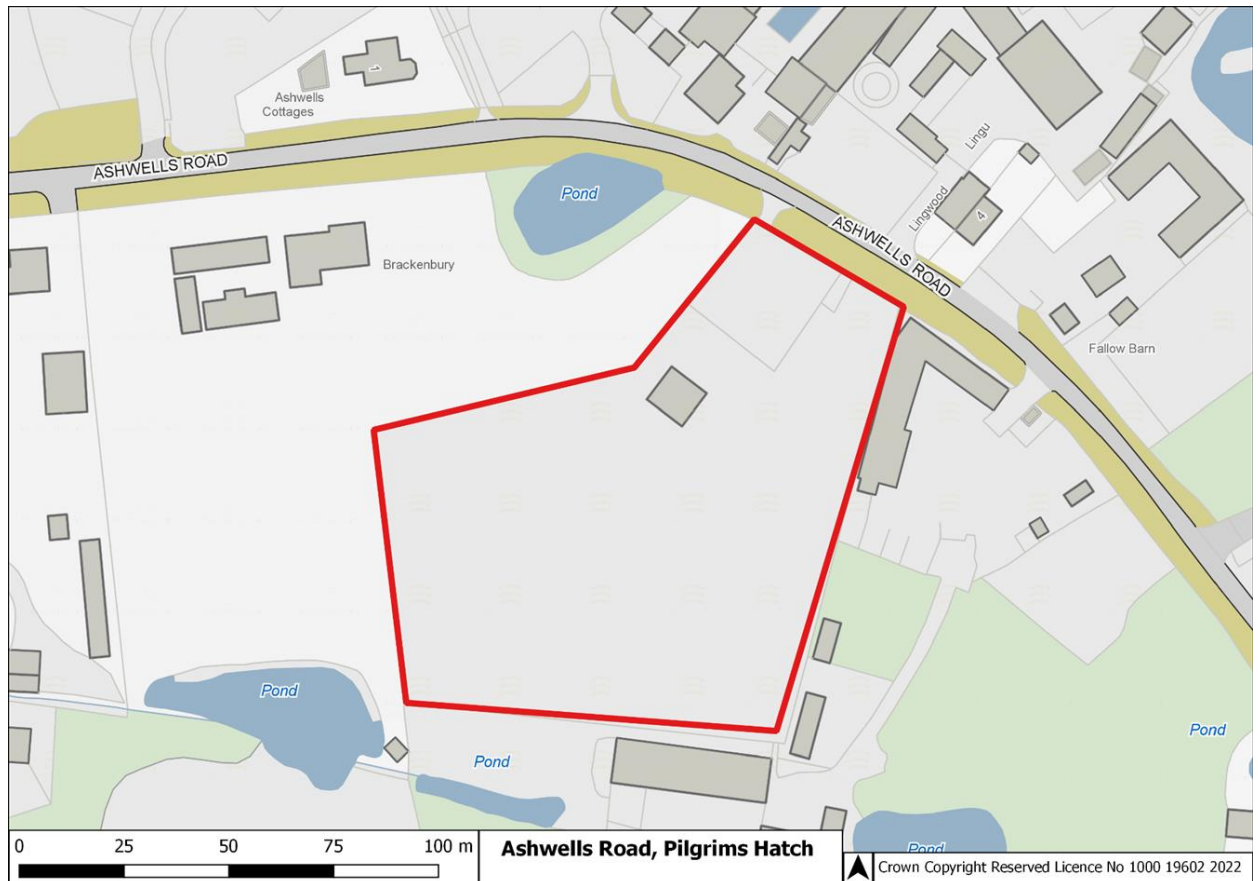 1
Ashwells
Cottages
ASHWELLS ROAD
Pond
Lingu
Lingwood
4
ASHWELLS ROAD
Brackenbury
Fallow Barn
Pond
Pond
Pond
Pond
0 25 50 75 100 m
Ashwells Road, Pilgrims Hatch
Crown Copyright Reserved Licence No 1000 19602 2022